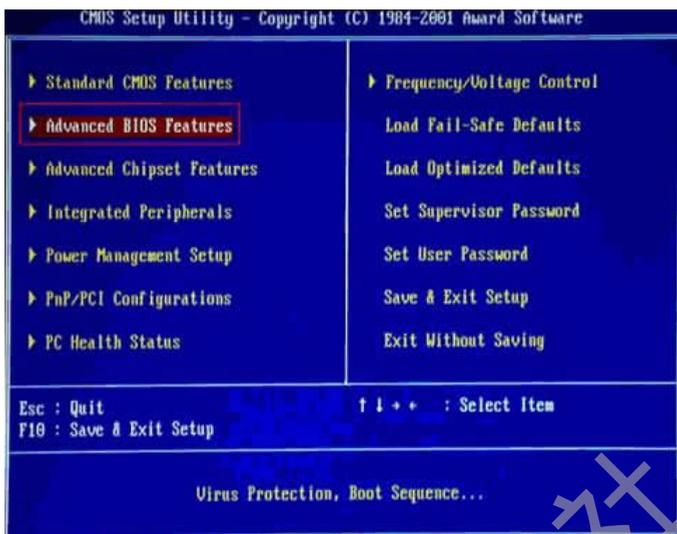 CMOS Setup Utility - Copyright (C) 1984-2001 Award Software
Standard CMOS Features
Advanced BIOS Features
Advanced Chipset Features
Integrated Peripherals
Power Management Setup
PnP/PCI Configurations
PC Health Status
Frequency/Voltage Control
Load Fail-Safe Defaults
Load Optimized Defaults
Set Supervisor Password
Set User Password
Save & Exit Setup
Exit Without Saving
Esc : Quit
F10 : Save & Exit Setup
↑ ↓ → ← : Select Item
Virus Protection, Boot Sequence...